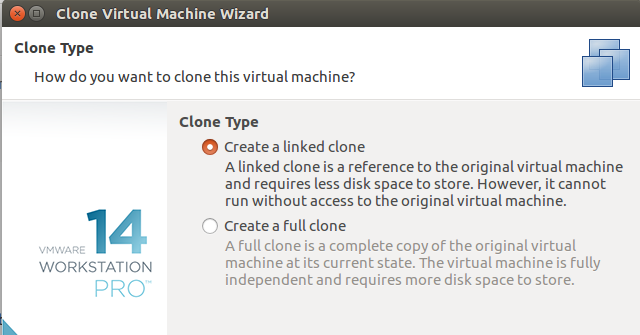 Clone Virtual Machine Wizard
Clone Type
How do you want to clone this virtual machine?
Clone Type
Create a linked clone
A linked clone is a reference to the original virtual machine
and requires less disk space to store. However, it cannot
run without access to the original virtual machine.
Create a full clone
A full clone is a complete copy of the original virtual
machine at its current state. The virtual machine is fully
independent and requires more disk space to store.
VMWARE 14
WORKSTATION
PRO™